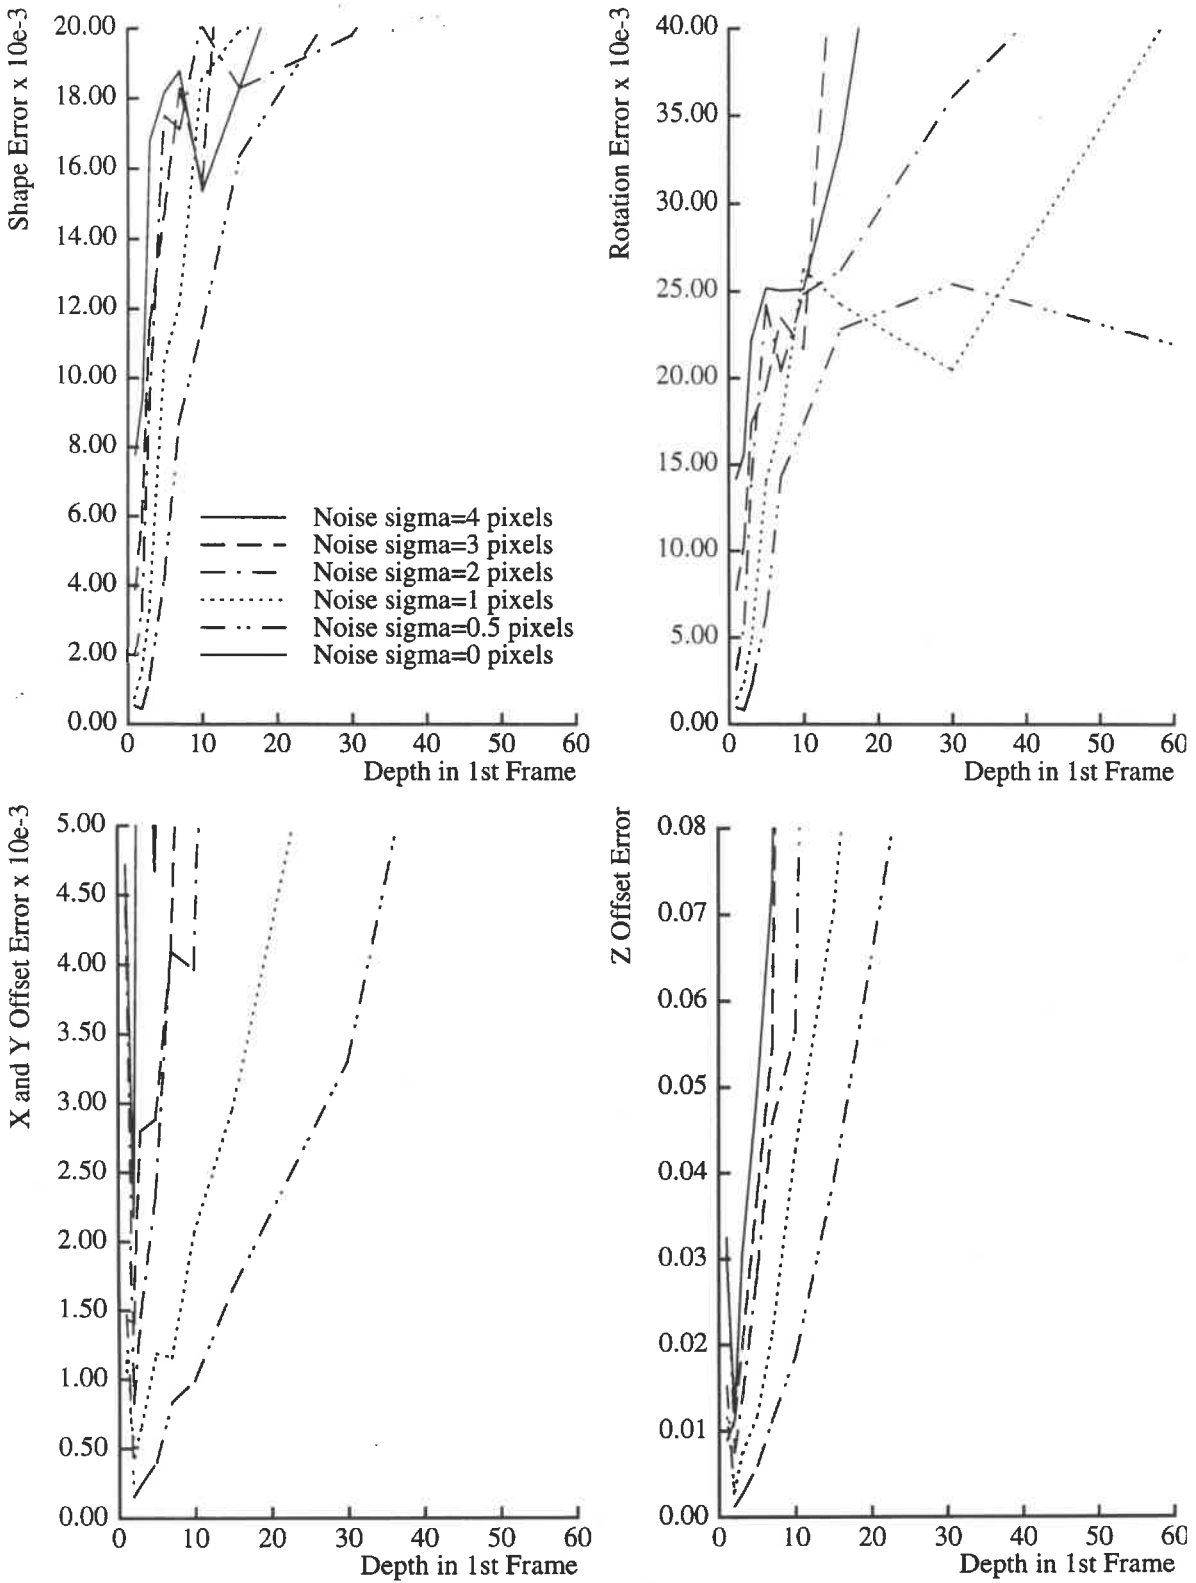 Shape Error x 10e-3
20.00
18.00
16.00
14.00
12.00
10.00
8.00
6.00
4.00
2.00
0.00
Noise sigma=4 pixels
Noise sigma=3 pixels
Noise sigma=2 pixels
Noise sigma=1 pixels
Noise sigma=0.5 pixels
Noise sigma=0 pixels
0 10 20 30 40 50 60
Depth in 1st Frame
Rotation Error x 10e-3
40.00
35.00
30.00
25.00
20.00
15.00
10.00
5.00
0.00
0 10 20 30 40 50 60
Depth in 1st Frame
X and Y Offset Error x 10e-3
5.00
4.50
4.00
3.50
3.00
2.50
2.00
1.50
1.00
0.50
0.00
0 10 20 30 40 50 60
Depth in 1st Frame
Z Offset Error
0.08
0.07
0.06
0.05
0.04
0.03
0.02
0.01
0.00
0 10 20 30 40 50 60
Depth in 1st Frame